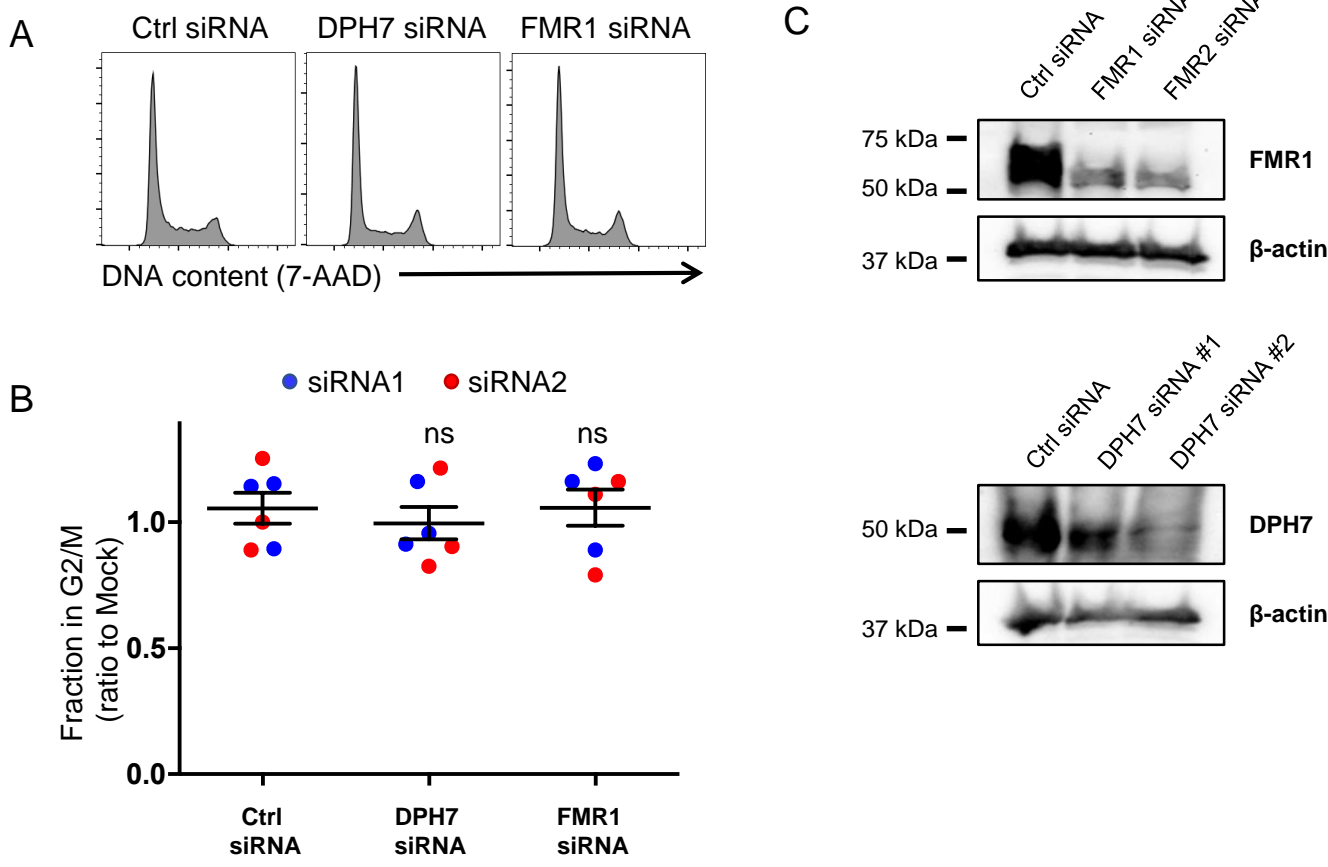 A
Ctrl siRNA
DPH7 siRNA
FMR1 siRNA
DNA content (7-AAD)
B
siRNA1
siRNA2
ns
ns
Fraction in G2/M
(ratio to Mock)
1.0
0.5
0.0
Ctrl
siRNA
DPH7
siRNA
FMR1
siRNA
C
Ctrl siRNA
FMR1 siRNA
FMR2 siRNA
75 kDa
50 kDa
FMR1
37 kDa
β-actin
Ctrl siRNA
DPH7 siRNA #1
DPH7 siRNA #2
50 kDa
DPH7
37 kDa
β-actin